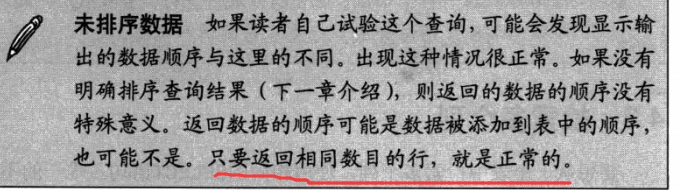 未排序数据 如果读者自己试验这个查询,可能会发现显示输
出的数据顺序与这里的不同。出现这种情况很正常。如果没有
明确排序查询结果(下一章介绍),则返回的数据的顺序没有
特殊意义。返回数据的顺序可能是数据被添加到表中的顺序,
也可能不是。只要返回相同数目的行,就是正常的。